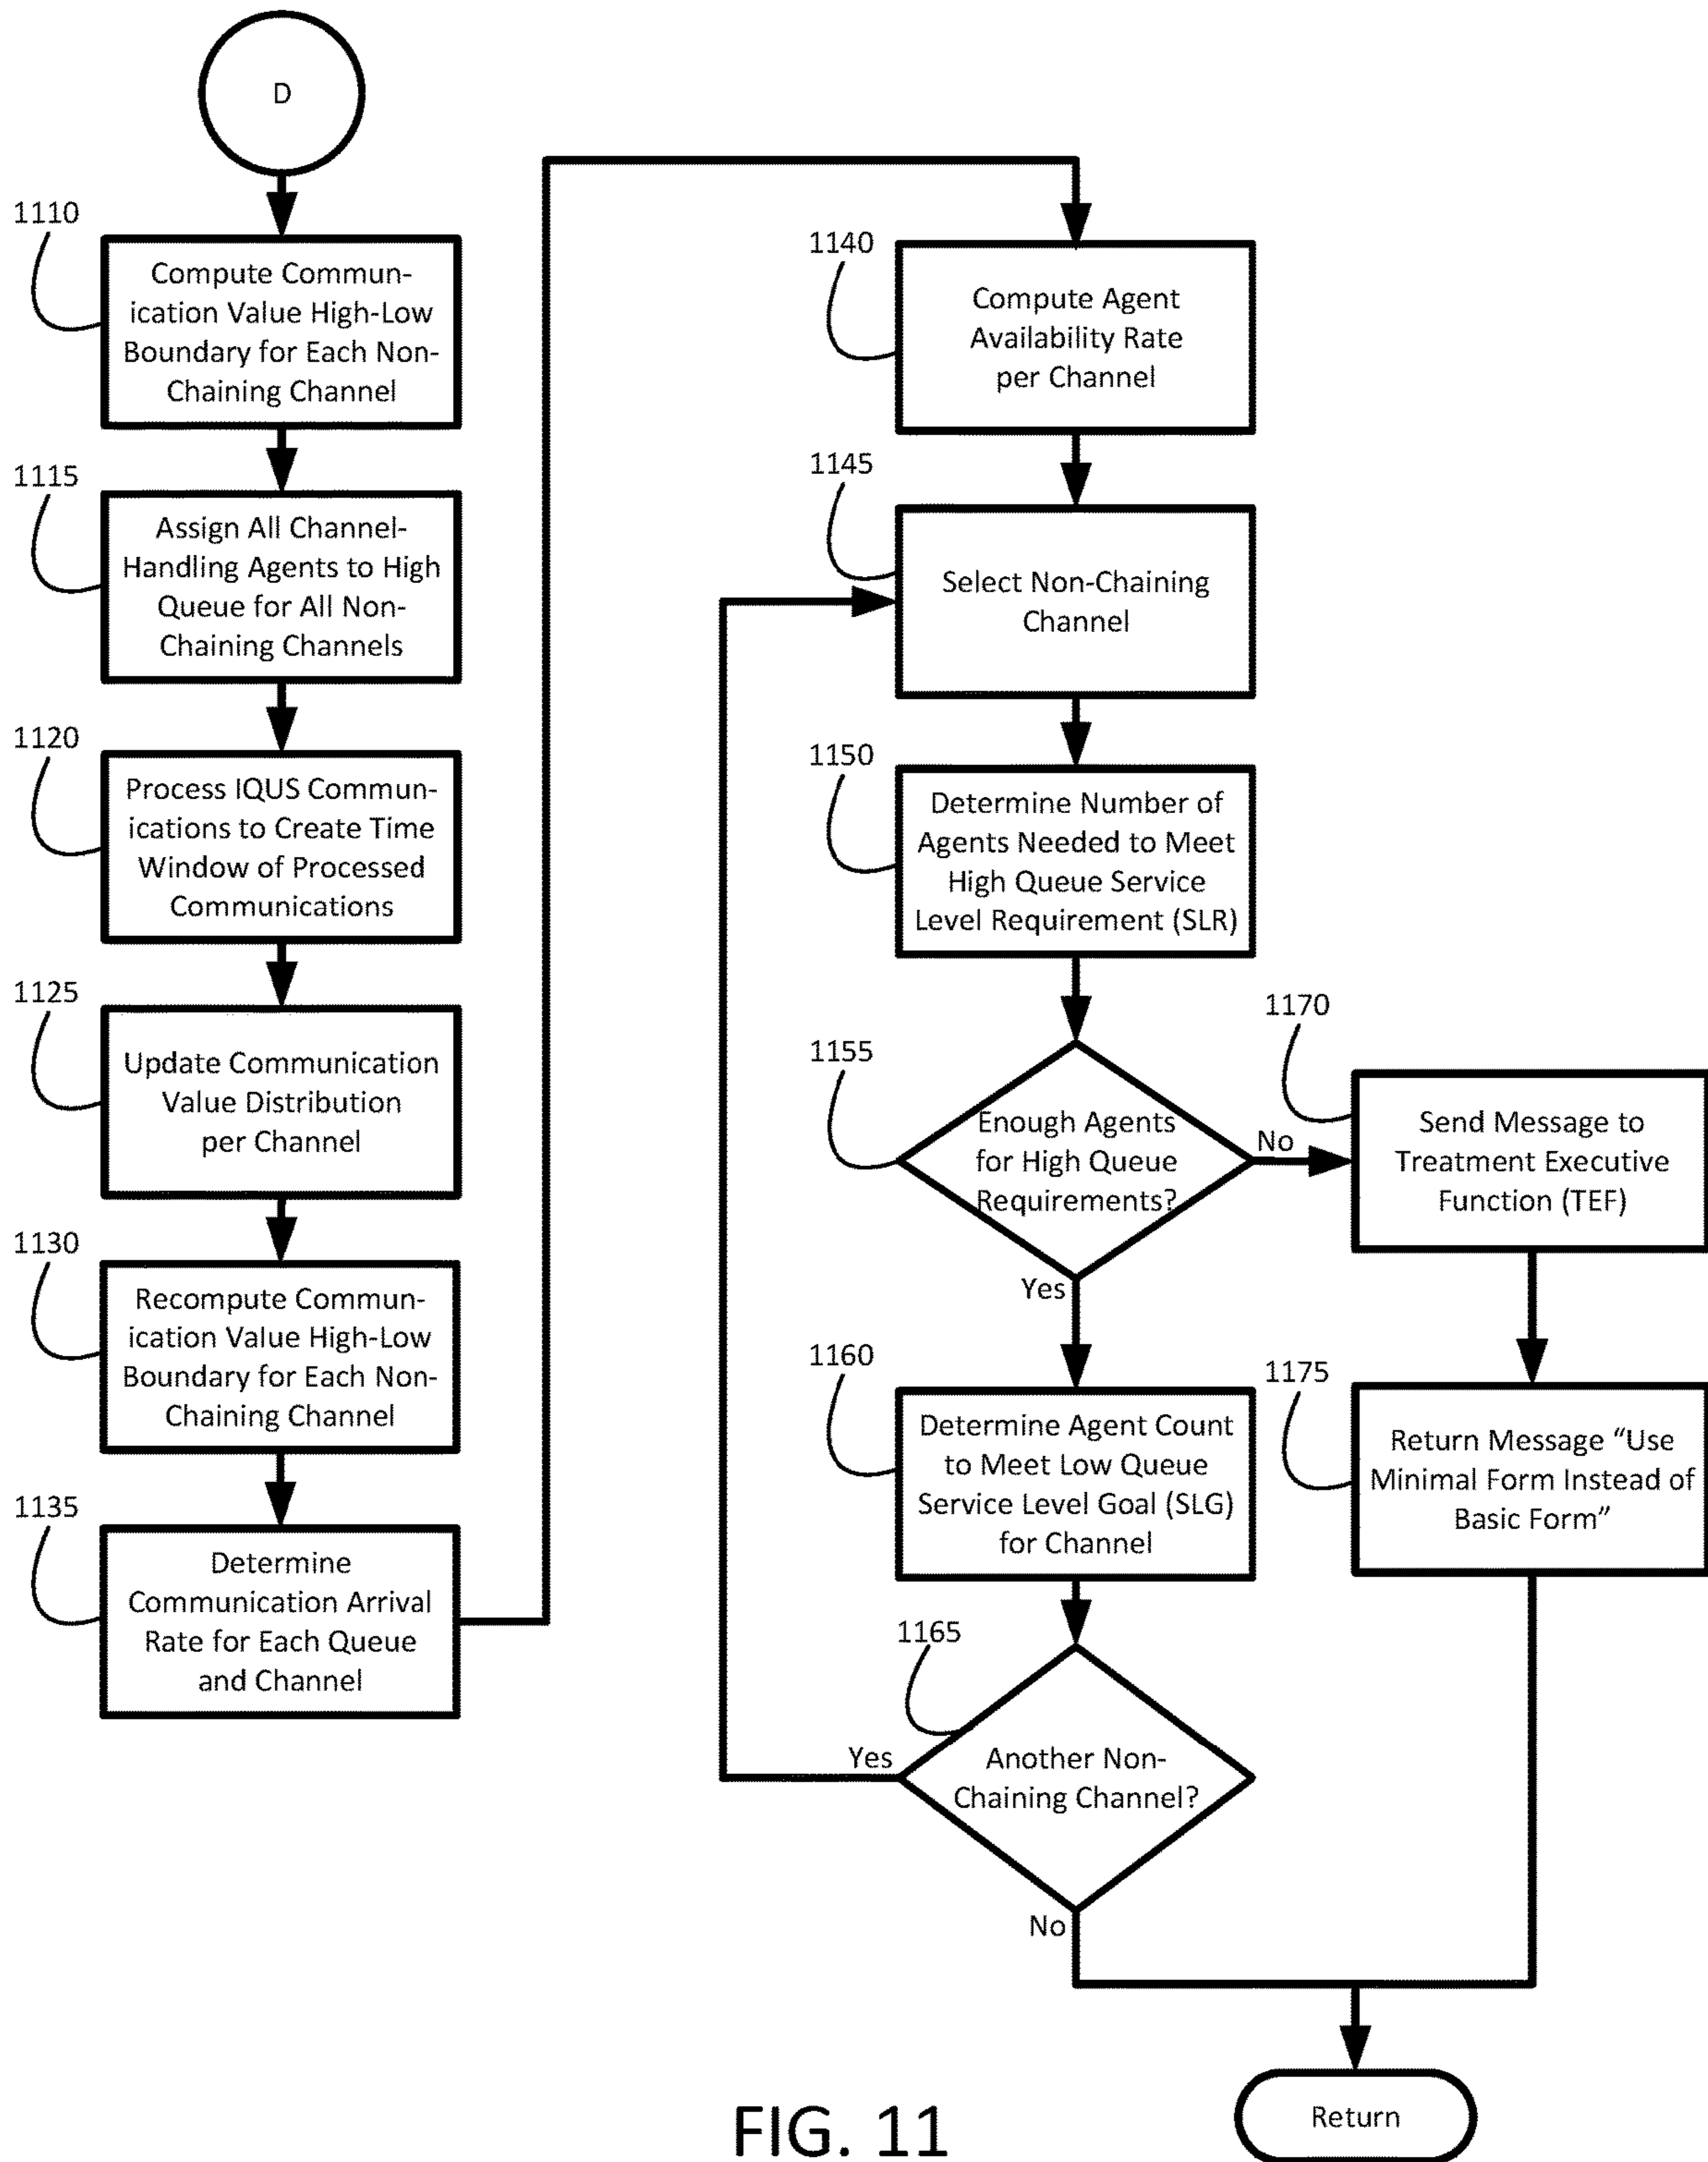 D
1110
Compute Commun-
ication Value High-Low
Boundary for Each Non-
Chaining Channel
1115
Assign All Channel-
Handling Agents to High
Queue for All Non-
Chaining Channels
1120
Process IQUS Commun-
ications to Create Time
Window of Processed
Communications
1125
Update Communication
Value Distribution
per Channel
1130
Recompute Commun-
ication Value High-Low
Boundary for Each Non-
Chaining Channel
1135
Determine
Communication Arrival
Rate for Each Queue
and Channel
1140
Compute Agent
Availability Rate
per Channel
1145
Select Non-Chaining
Channel
1150
Determine Number of
Agents Needed to Meet
High Queue Service
Level Requirement (SLR)
1155
Enough Agents
for High Queue
Requirements?
No
Yes
1170
Send Message to
Treatment Executive
Function (TEF)
1175
Return Message “Use
Minimal Form Instead of
Basic Form”
1160
Determine Agent Count
to Meet Low Queue
Service Level Goal (SLG)
for Channel
1165
Another Non-
Chaining Channel?
Yes
No
Return
FIG. 11